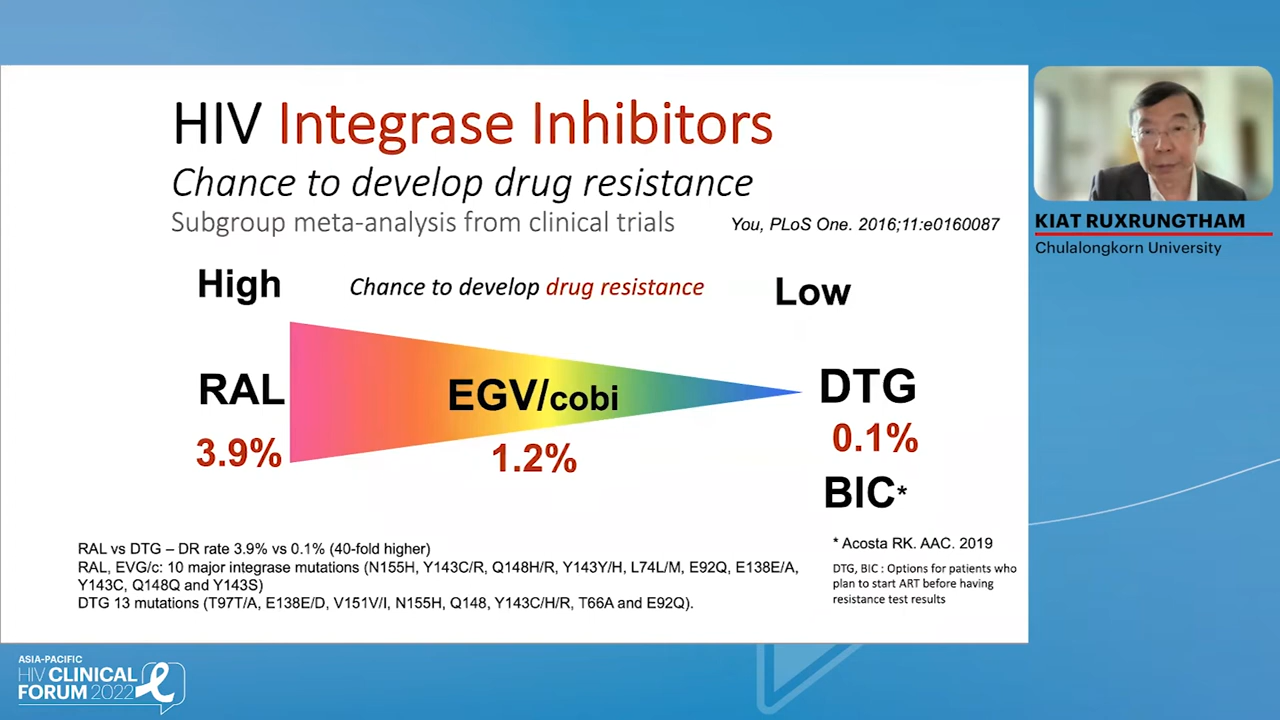 HIV Integrase Inhibitors
Chance to develop drug resistance
Subgroup meta-analysis from clinical trials
You, PLoS One. 2016;11:e0160087
High
Chance to develop drug resistance
Low
RAL
EGV/cobi
DTG
3.9%
1.2%
0.1%
BIC*
RAL vs DTG – DR rate 3.9% vs 0.1% (40-fold higher)
RAL, EVG/c: 10 major integrase mutations (N155H, Y143C/R, Q148H/R, Y143Y/H, L74L/M, E92Q, E138E/A,
Y143C, Q148Q and Y143S)
DTG 13 mutations (T97T/A, E138E/D, V151V/I, N155H, Q148, Y143C/H/R, T66A and E92Q).
* Acosta RK. AAC. 2019
DTG, BIC : Options for patients who
plan to start ART before having
resistance test results
KIAT RUXRUNGTHAM
Chulalongkorn University
ASIA-PACIFIC
HIV CLINICAL
FORUM 2022